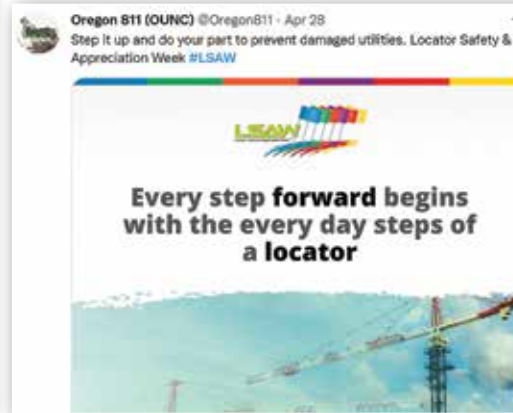 Oregon 811 (OUNC) @Oregon811 - Apr 28
Step it up and do your part to prevent damaged utilities. Locator Safety &
Appreciation Week #LSAW
LSAW
Every step forward begins
with the every day steps of
a locator